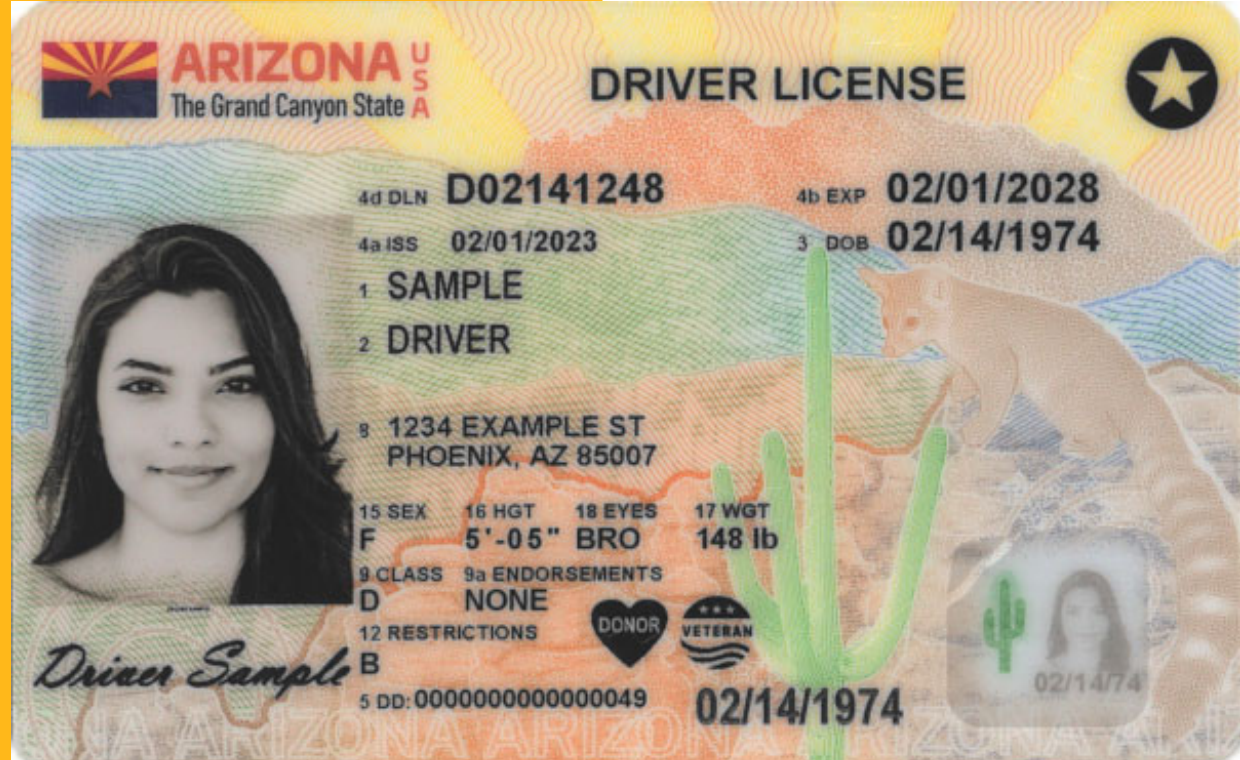 ARIZONA USA
The Grand Canyon State
DRIVER LICENSE
4d DLN D02141248
4b EXP 02/01/2028
4a ISS 02/01/2023
3 DOB 02/14/1974
1 SAMPLE
2 DRIVER
8 1234 EXAMPLE ST
PHOENIX, AZ 85007
15 SEX 16 HGT 18 EYES 17 WGT
F 5'-05" BRO 148 lb
9 CLASS 9a ENDORSEMENTS
D NONE
12 RESTRICTIONS
B
DONOR
VETERAN
Driver Sample
5 DD: 0000000000000049
02/14/1974
02/14/74
ARIZONA ARIZONA ARIZONA